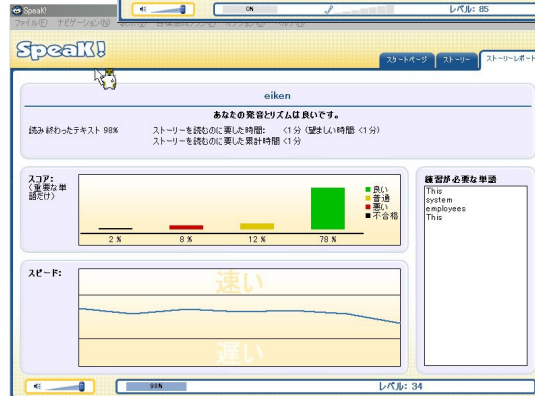 Speak!
ON
レベル: 85
SpeaK!
スタートページ
ストーリー
ストーリーレポート
eiken
あなたの発音とリズムは良いです。
読み終わったテキスト 98%
ストーリーを読むのに要した時間: <1分 (望ましい時間 <1分)
ストーリーを読むのに要した累計時間 <1分
スコア:
(重要な単
語だけ)
良い
普通
悪い
不合格
2 %
8 %
12 %
78 %
練習が必要な単語
This
system
employees
This
スピード:
速い
遅い
98%
レベル: 34